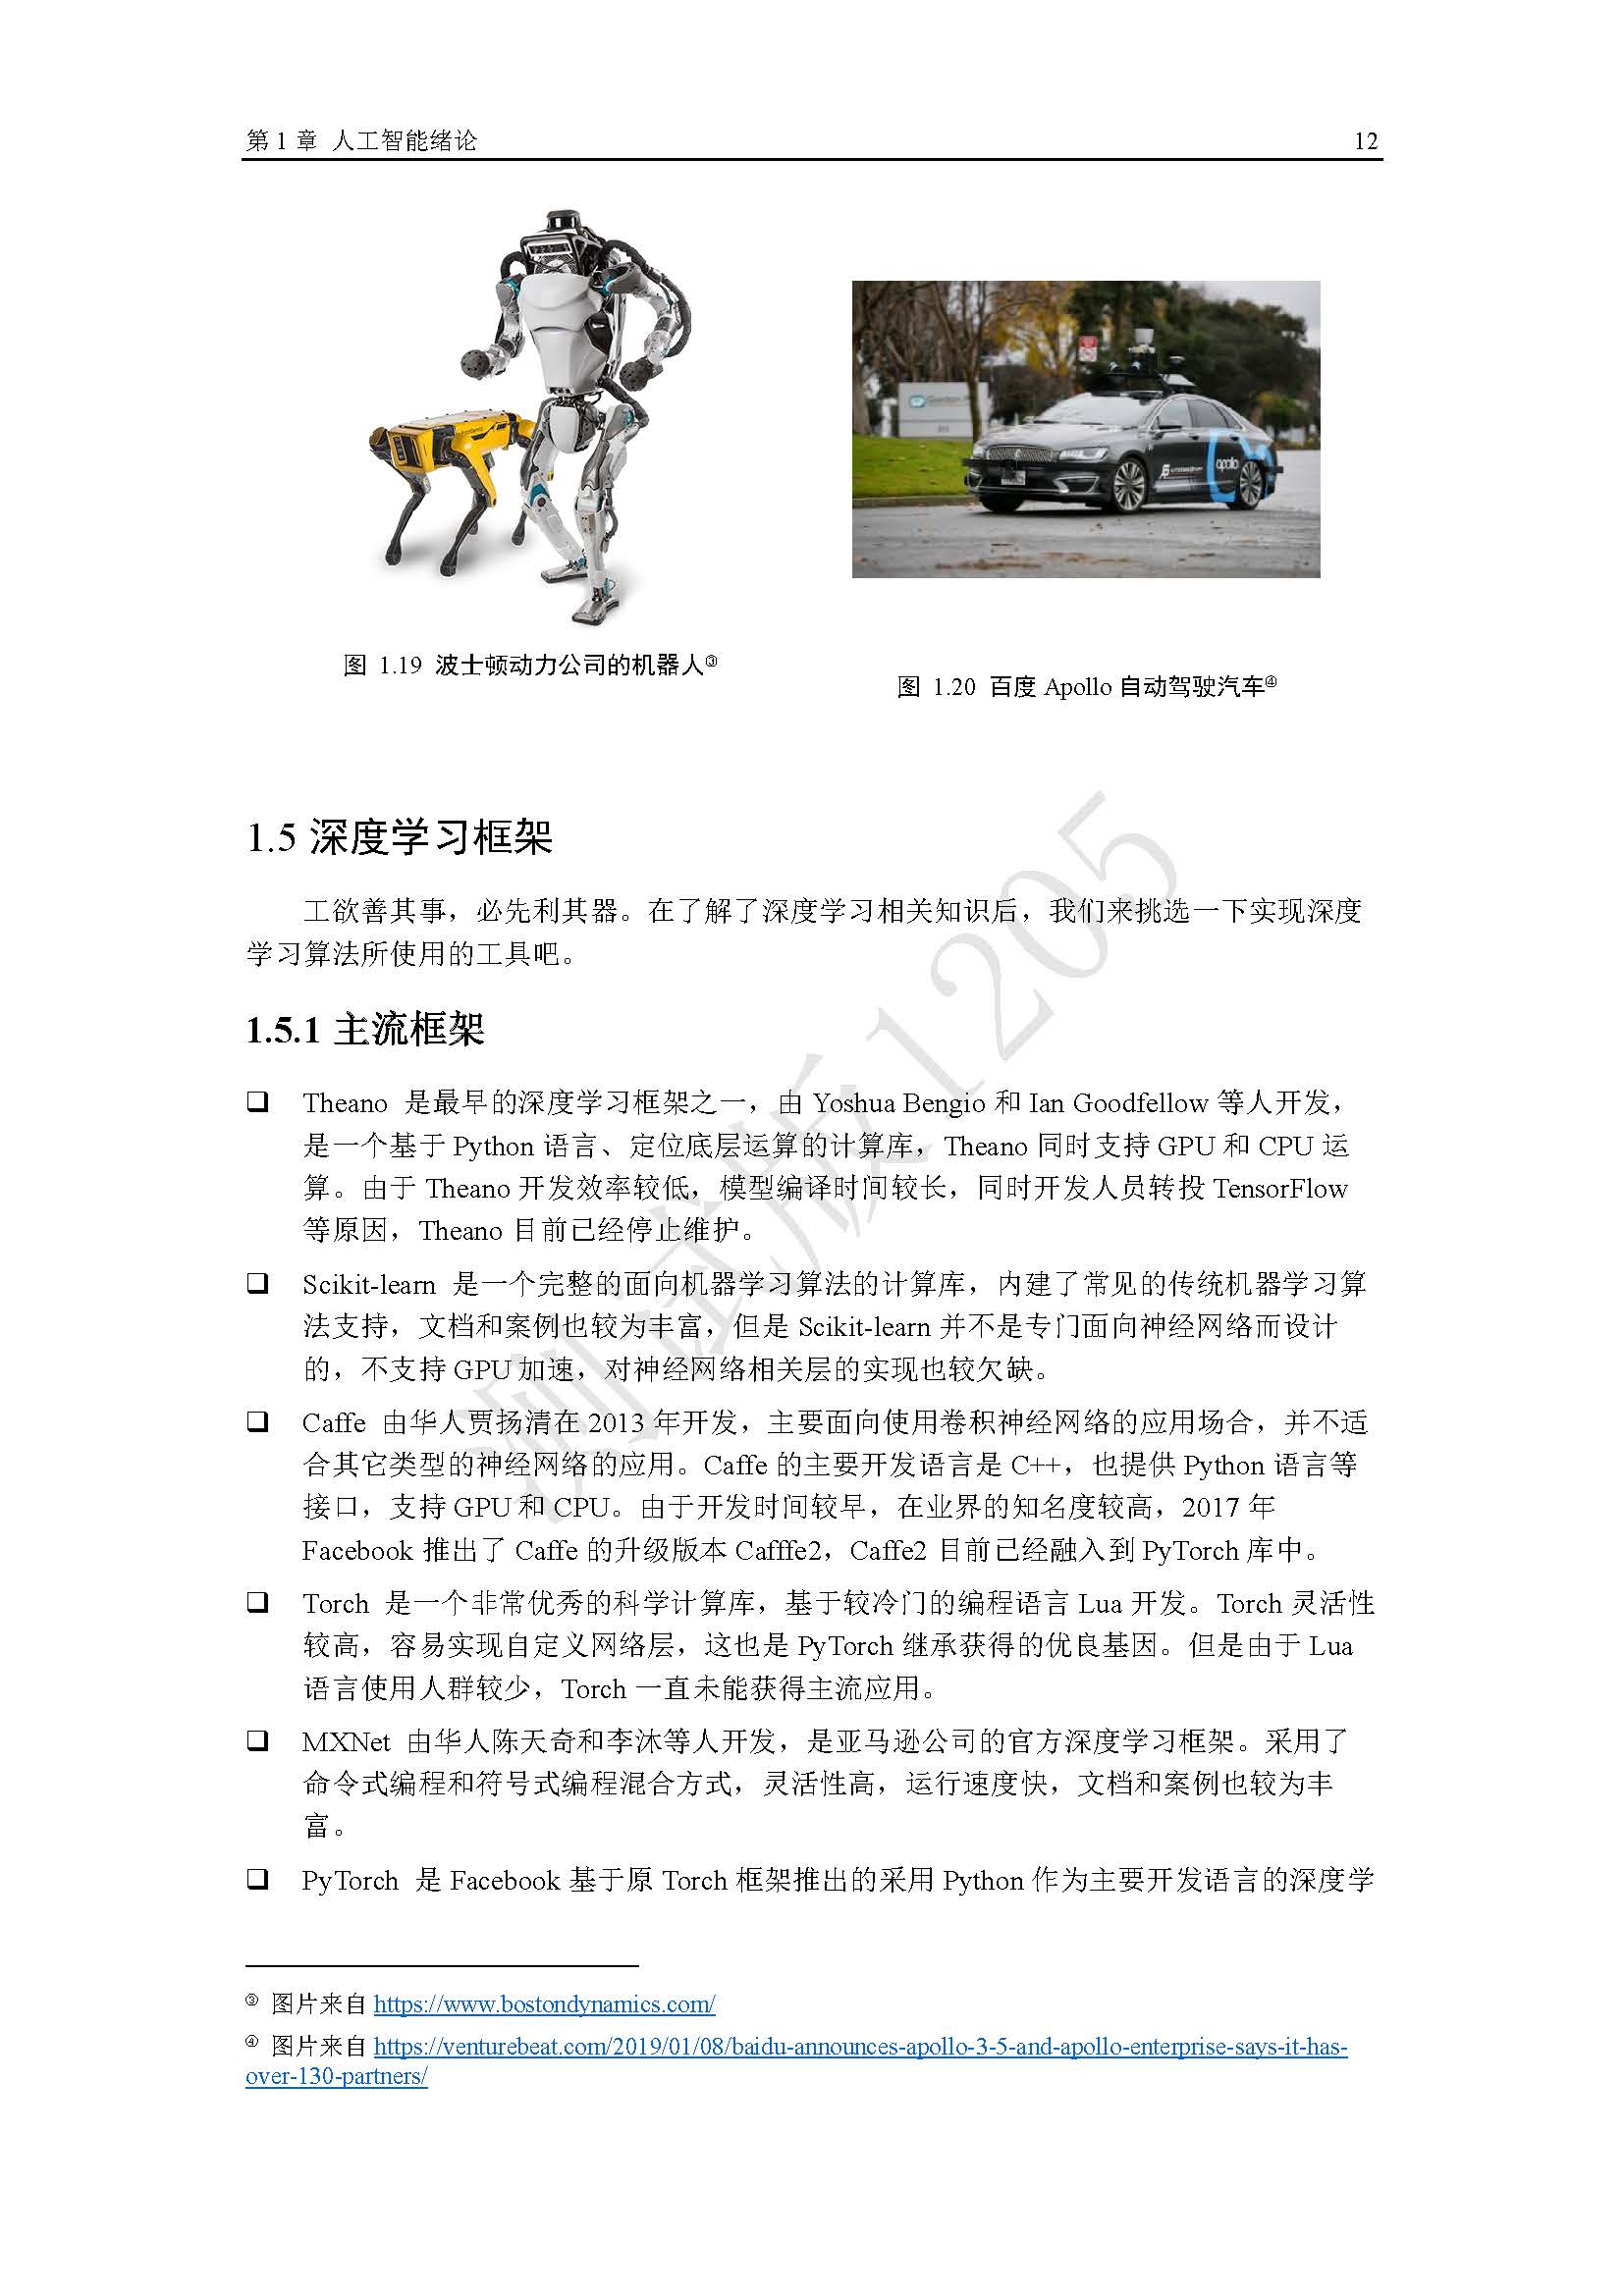 第 1 章 人工智能绪论 12
图 1.19 波士顿动力公司的机器人③
apollo
图 1.20 百度 Apollo 自动驾驶汽车④
1.5 深度学习框架
工欲善其事，必先利其器。在了解了深度学习相关知识后，我们来挑选一下实现深度
学习算法所使用的工具吧。
1.5.1 主流框架
❑ Theano 是最早的深度学习框架之一，由 Yoshua Bengio 和 Ian Goodfellow 等人开发，
是一个基于 Python 语言、定位底层运算的计算库，Theano 同时支持 GPU 和 CPU 运
算。由于 Theano 开发效率较低，模型编译时间较长，同时开发人员转投 TensorFlow
等原因，Theano 目前已经停止维护。
❑ Scikit-learn 是一个完整的面向机器学习算法的计算库，内建了常见的传统机器学习算
法支持，文档和案例也较为丰富，但是 Scikit-learn 并不是专门面向神经网络而设计
的，不支持 GPU 加速，对神经网络相关层的实现也较欠缺。
❑ Caffe 由华人贾扬清在 2013 年开发，主要面向使用卷积神经网络的应用场合，并不适
合其它类型的神经网络的应用。Caffe 的主要开发语言是 C++，也提供 Python 语言等
接口，支持 GPU 和 CPU。由于开发时间较早，在业界的知名度较高，2017 年
Facebook 推出了 Caffe 的升级版本 Cafffe2，Caffe2 目前已经融入到 PyTorch 库中。
❑ Torch 是一个非常优秀的科学计算库，基于较冷门的编程语言 Lua 开发。Torch 灵活性
较高，容易实现自定义网络层，这也是 PyTorch 继承获得的优良基因。但是由于 Lua
语言使用人群较少，Torch 一直未能获得主流应用。
❑ MXNet 由华人陈天奇和李沐等人开发，是亚马逊公司的官方深度学习框架。采用了
命令式编程和符号式编程混合方式，灵活性高，运行速度快，文档和案例也较为丰
富。
❑ PyTorch 是 Facebook 基于原 Torch 框架推出的采用 Python 作为主要开发语言的深度学
测试版1205
③ 图片来自 https://www.bostondynamics.com/
④ 图片来自 https://venturebeat.com/2019/01/08/baidu-announces-apollo-3-5-and-apollo-enterprise-says-it-has-
over-130-partners/